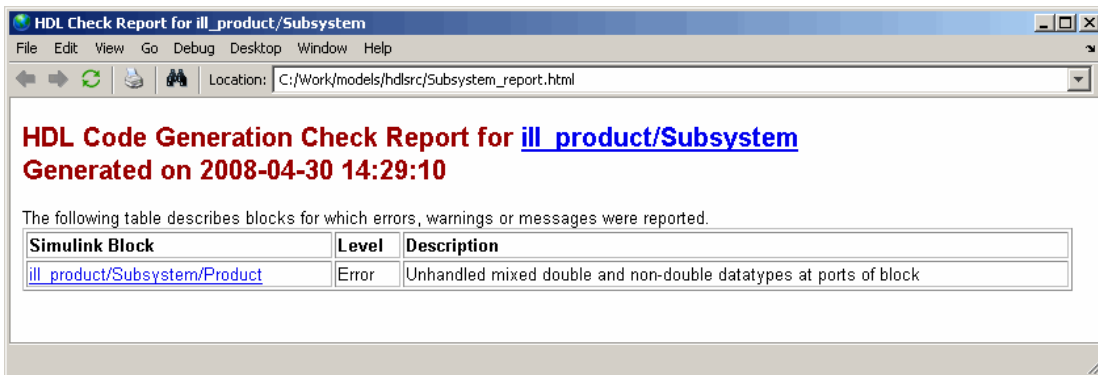 HDL Check Report for ill_product/Subsystem
File Edit View Go Debug Desktop Window Help
Location: C:/Work/models/hdlsrc/Subsystem_report.html
HDL Code Generation Check Report for ill_product/Subsystem
Generated on 2008-04-30 14:29:10
The following table describes blocks for which errors, warnings or messages were reported.
Simulink Block Level Description
ill_product/Subsystem/Product Error Unhandled mixed double and non-double datatypes at ports of block